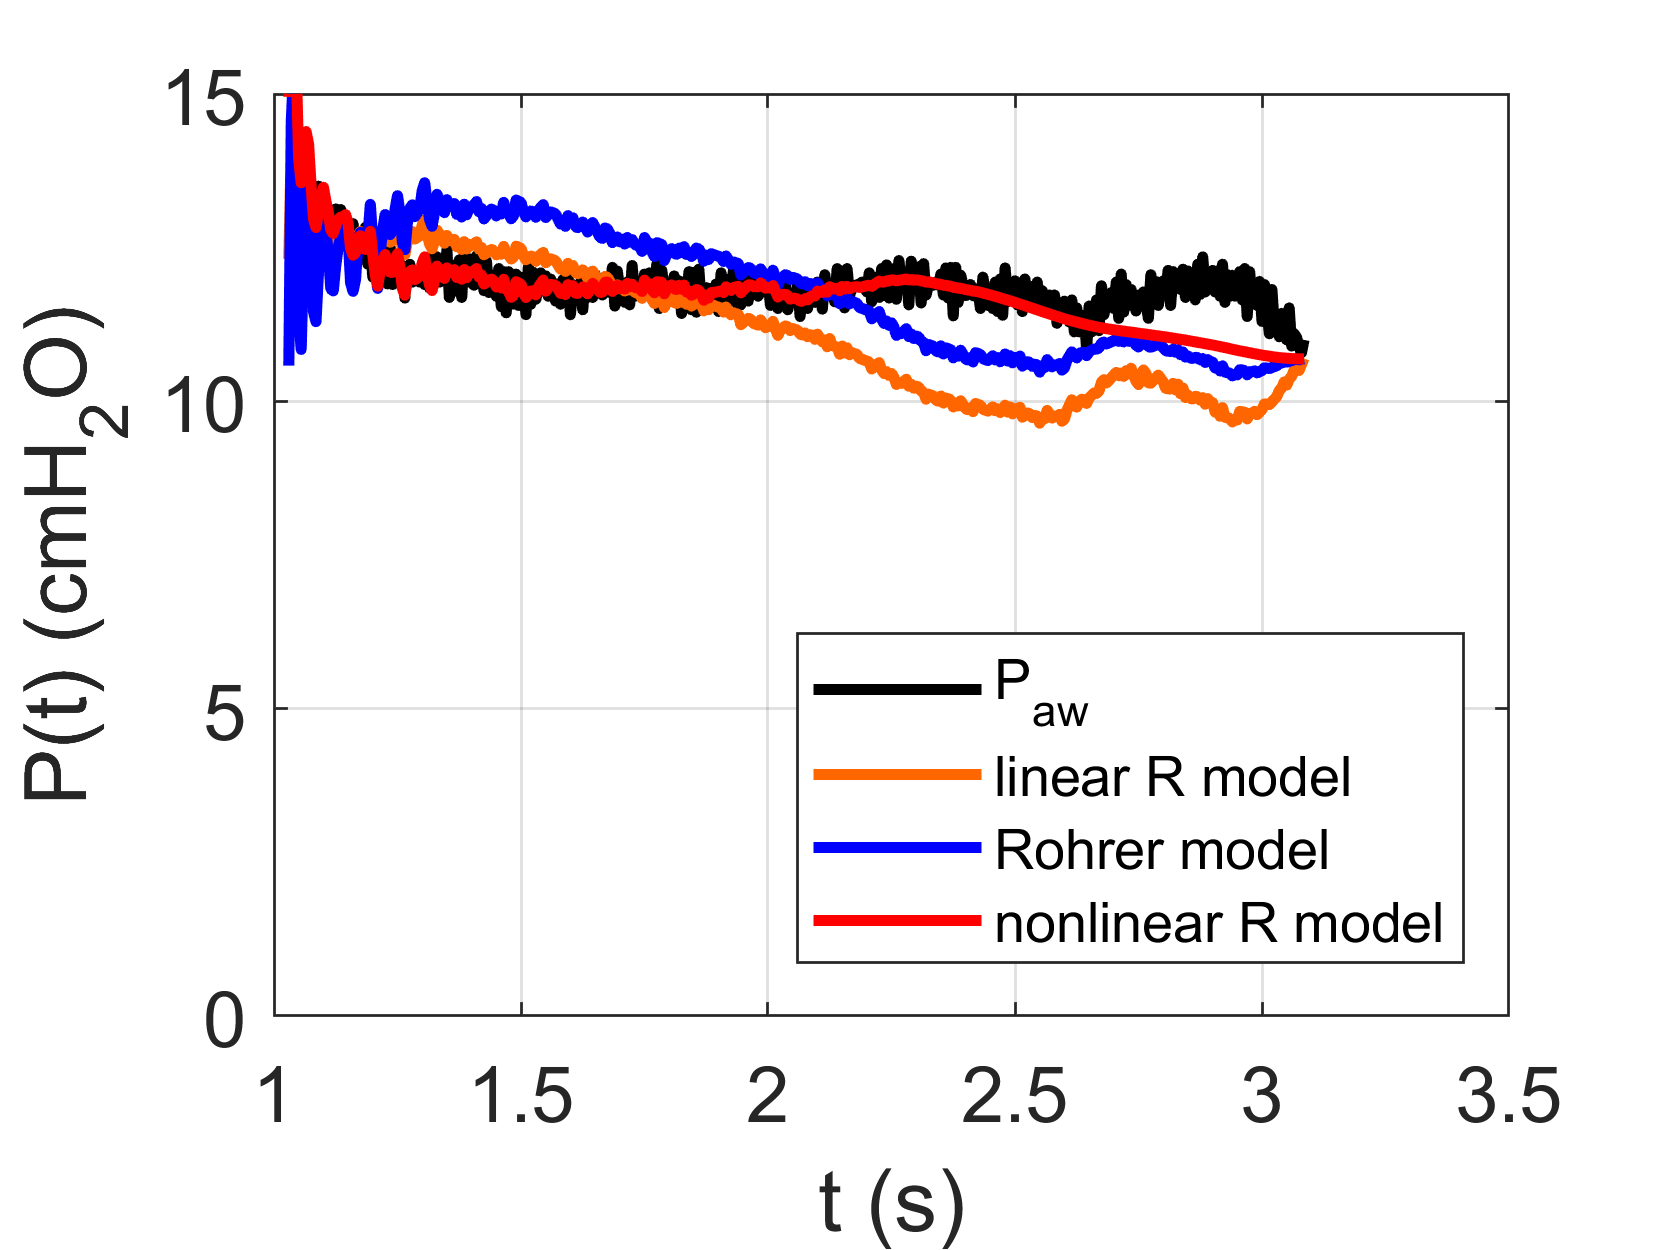 P(t) (cmH₂O)
15
10
5
0
1 1.5 2 2.5 3 3.5
t (s)
P_aw
linear R model
Rohrer model
nonlinear R model